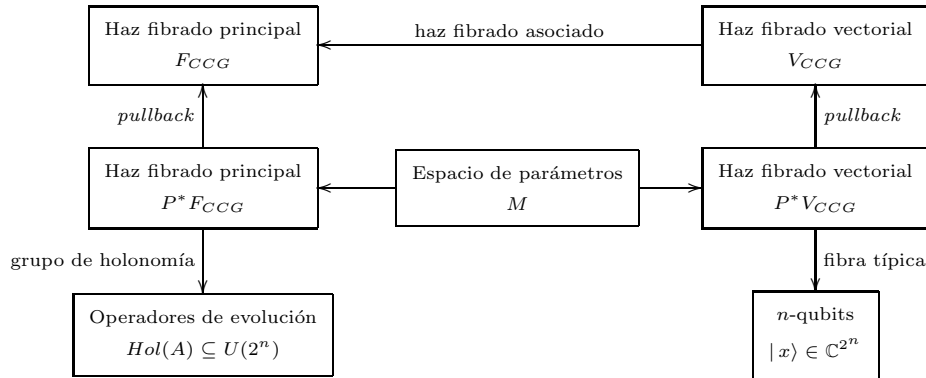 Haz fibrado principal
F_{CCG}
haz fibrado asociado
Haz fibrado vectorial
V_{CCG}
pullback
pullback
Haz fibrado principal
P^*F_{CCG}
Espacio de parámetros
M
Haz fibrado vectorial
P^*V_{CCG}
grupo de holonomía
fibra típica
Operadores de evolución
Hol(A) ⊆ U(2^n)
n-qubits
| x⟩ ∈ ℂ^{2^n}